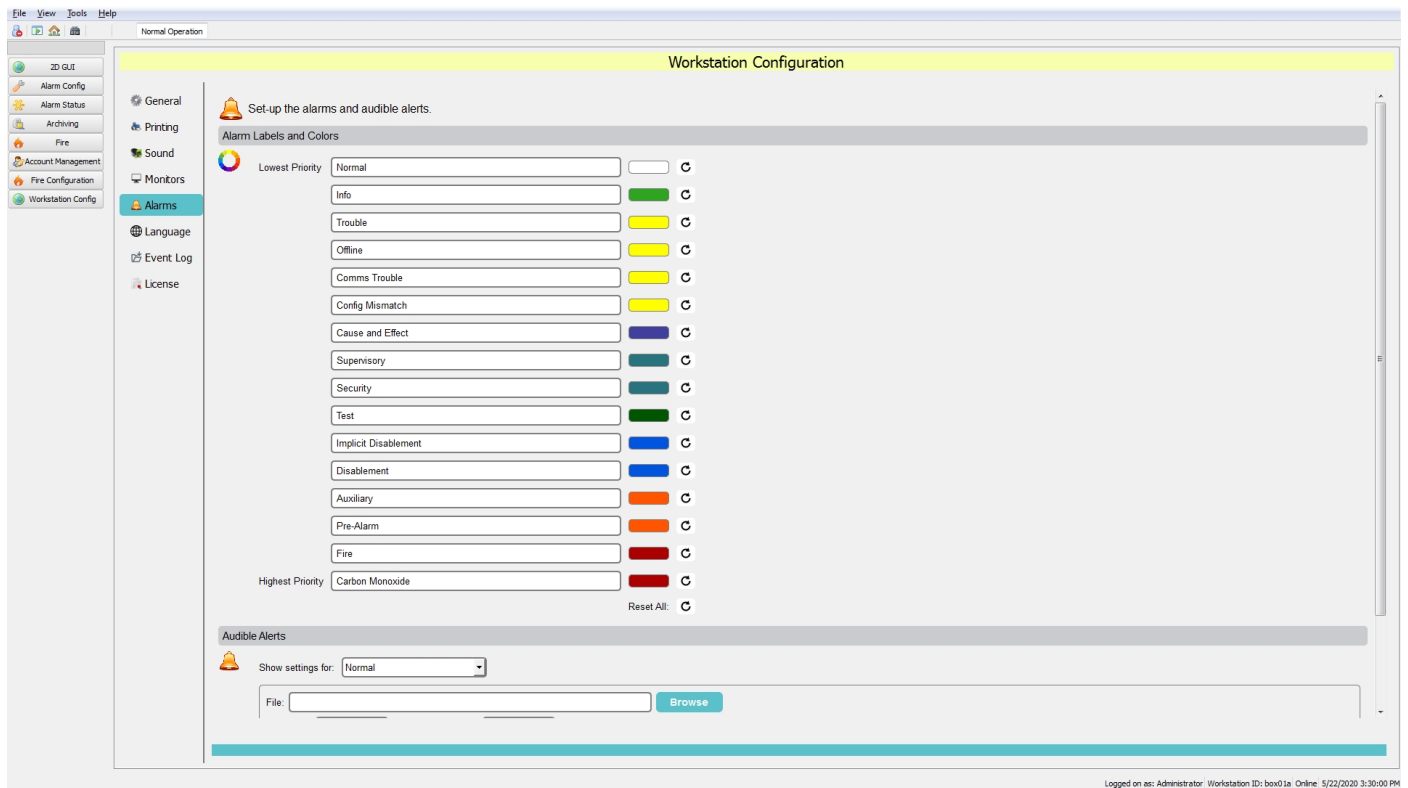 File View Tools Help
Normal Operation
Workstation Configuration
2D GUI
Alarm Config
Alarm Status
Archiving
Fire
Account Management
Fire Configuration
Workstation Config
General
Printing
Sound
Monitors
Alarms
Language
Event Log
License
Set-up the alarms and audible alerts.
Alarm Labels and Colors
Lowest Priority Normal
Info
Trouble
Offline
Comms Trouble
Config Mismatch
Cause and Effect
Supervisory
Security
Test
Implicit Disablement
Disablement
Auxiliary
Pre-Alarm
Fire
Highest Priority Carbon Monoxide
Reset All:
Audible Alerts
Show settings for: Normal
File: Browse
Logged on as: Administrator Workstation ID: box01a Online 5/22/2020 3:30:00 PM